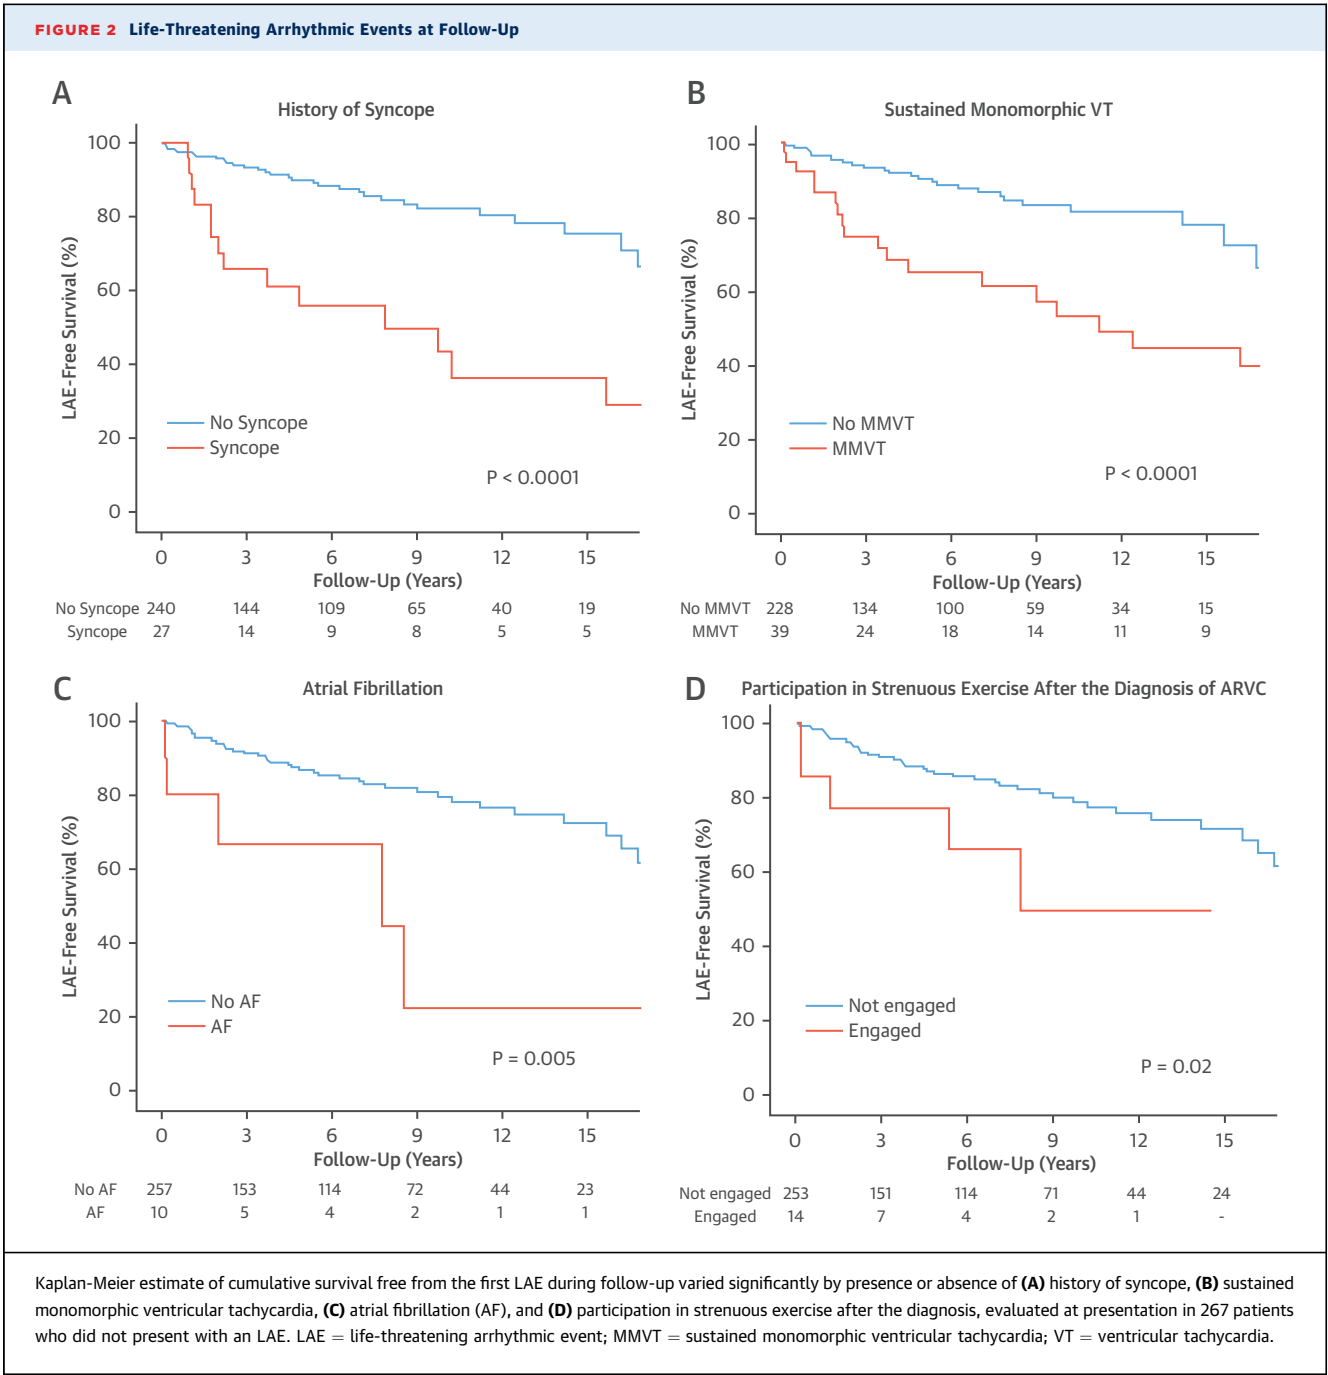 FIGURE 2 Life-Threatening Arrhythmic Events at Follow-Up
A
History of Syncope
LAE-Free Survival (%)
100
80
60
40
20
0
No Syncope
Syncope
P < 0.0001
0 3 6 9 12 15
Follow-Up (Years)
No Syncope 240 144 109 65 40 19
Syncope 27 14 9 8 5 5
B
Sustained Monomorphic VT
LAE-Free Survival (%)
100
80
60
40
20
0
No MMVT
MMVT
P < 0.0001
0 3 6 9 12 15
Follow-Up (Years)
No MMVT 228 134 100 59 34 15
MMVT 39 24 18 14 11 9
C
Atrial Fibrillation
LAE-Free Survival (%)
100
80
60
40
20
0
No AF
AF
P = 0.005
0 3 6 9 12 15
Follow-Up (Years)
No AF 257 153 114 72 44 23
AF 10 5 4 2 1 1
D
Participation in Strenuous Exercise After the Diagnosis of ARVC
LAE-Free Survival (%)
100
80
60
40
20
0
Not engaged
Engaged
P = 0.02
0 3 6 9 12 15
Follow-Up (Years)
Not engaged 253 151 114 71 44 24
Engaged 14 7 4 2 1 -
Kaplan-Meier estimate of cumulative survival free from the first LAE during follow-up varied significantly by presence or absence of (A) history of syncope, (B) sustained
monomorphic ventricular tachycardia, (C) atrial fibrillation (AF), and (D) participation in strenuous exercise after the diagnosis, evaluated at presentation in 267 patients
who did not present with an LAE. LAE = life-threatening arrhythmic event; MMVT = sustained monomorphic ventricular tachycardia; VT = ventricular tachycardia.